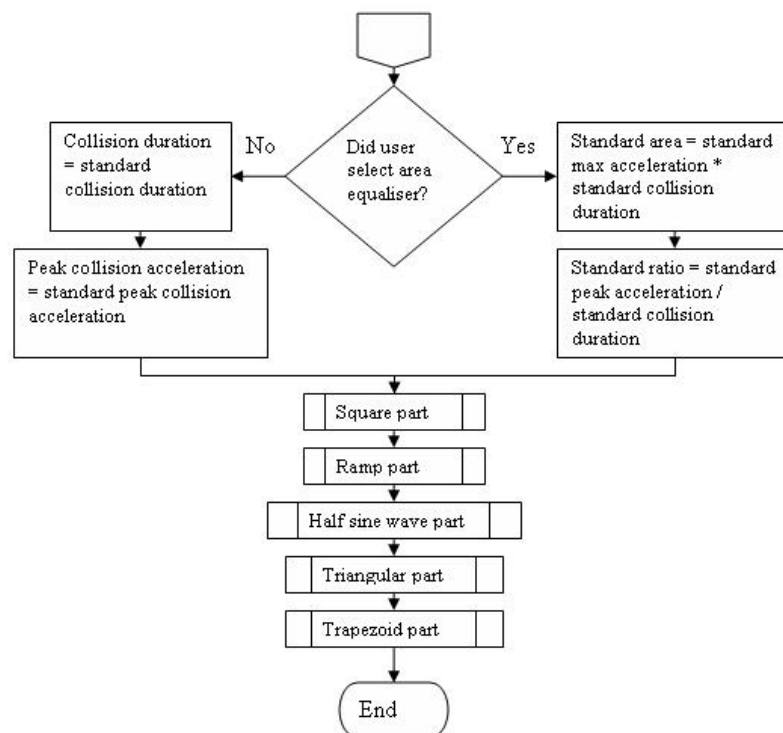 Did user
select area
equaliser?
No
Yes
Collision duration
= standard
collision duration
Peak collision acceleration
= standard peak collision
acceleration
Standard area = standard
max acceleration *
standard collision
duration
Standard ratio = standard
peak acceleration /
standard collision
duration
Square part
Ramp part
Half sine wave part
Triangular part
Trapezoid part
End